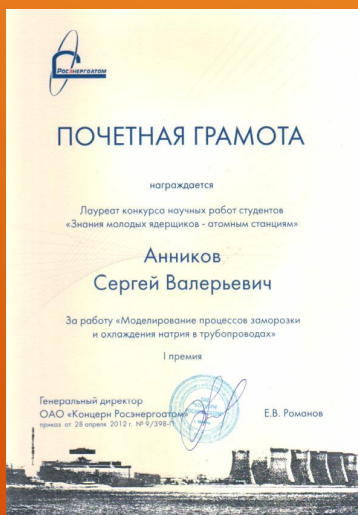 РОСЭНЕРГОАТОМ
ПОЧЕТНАЯ ГРАМОТА
награждается
Лауреат конкурса научных работ студентов
«Знания молодых ядерщиков - атомным станциям»
Анников
Сергей Валерьевич
За работу «Моделирование процессов заморозки
и охлаждения натрия в трубопроводах»
I премия
Генеральный директор
ОАО «Концерн Росэнергоатом»
Е.В. Романов
приказ от 28 апреля 2012 г. № 9/398-П